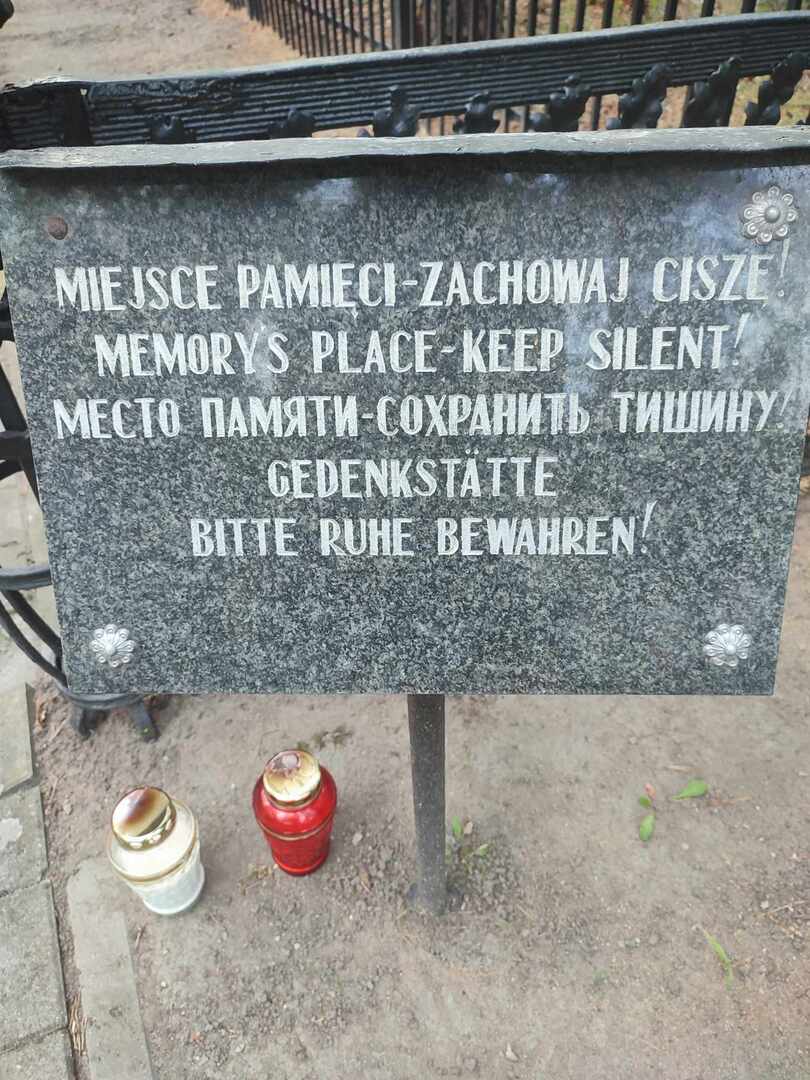 MIEJSCE PAMIĘCI-ZACHOWAJ CISZĘ!
MEMORY'S PLACE-KEEP SILENT!
МЕСТО ПАМЯТИ-СОХРАНИТЬ ТИШИНУ!
GEDENKSTÄTTE
BITTE RUHE BEWAHREN!